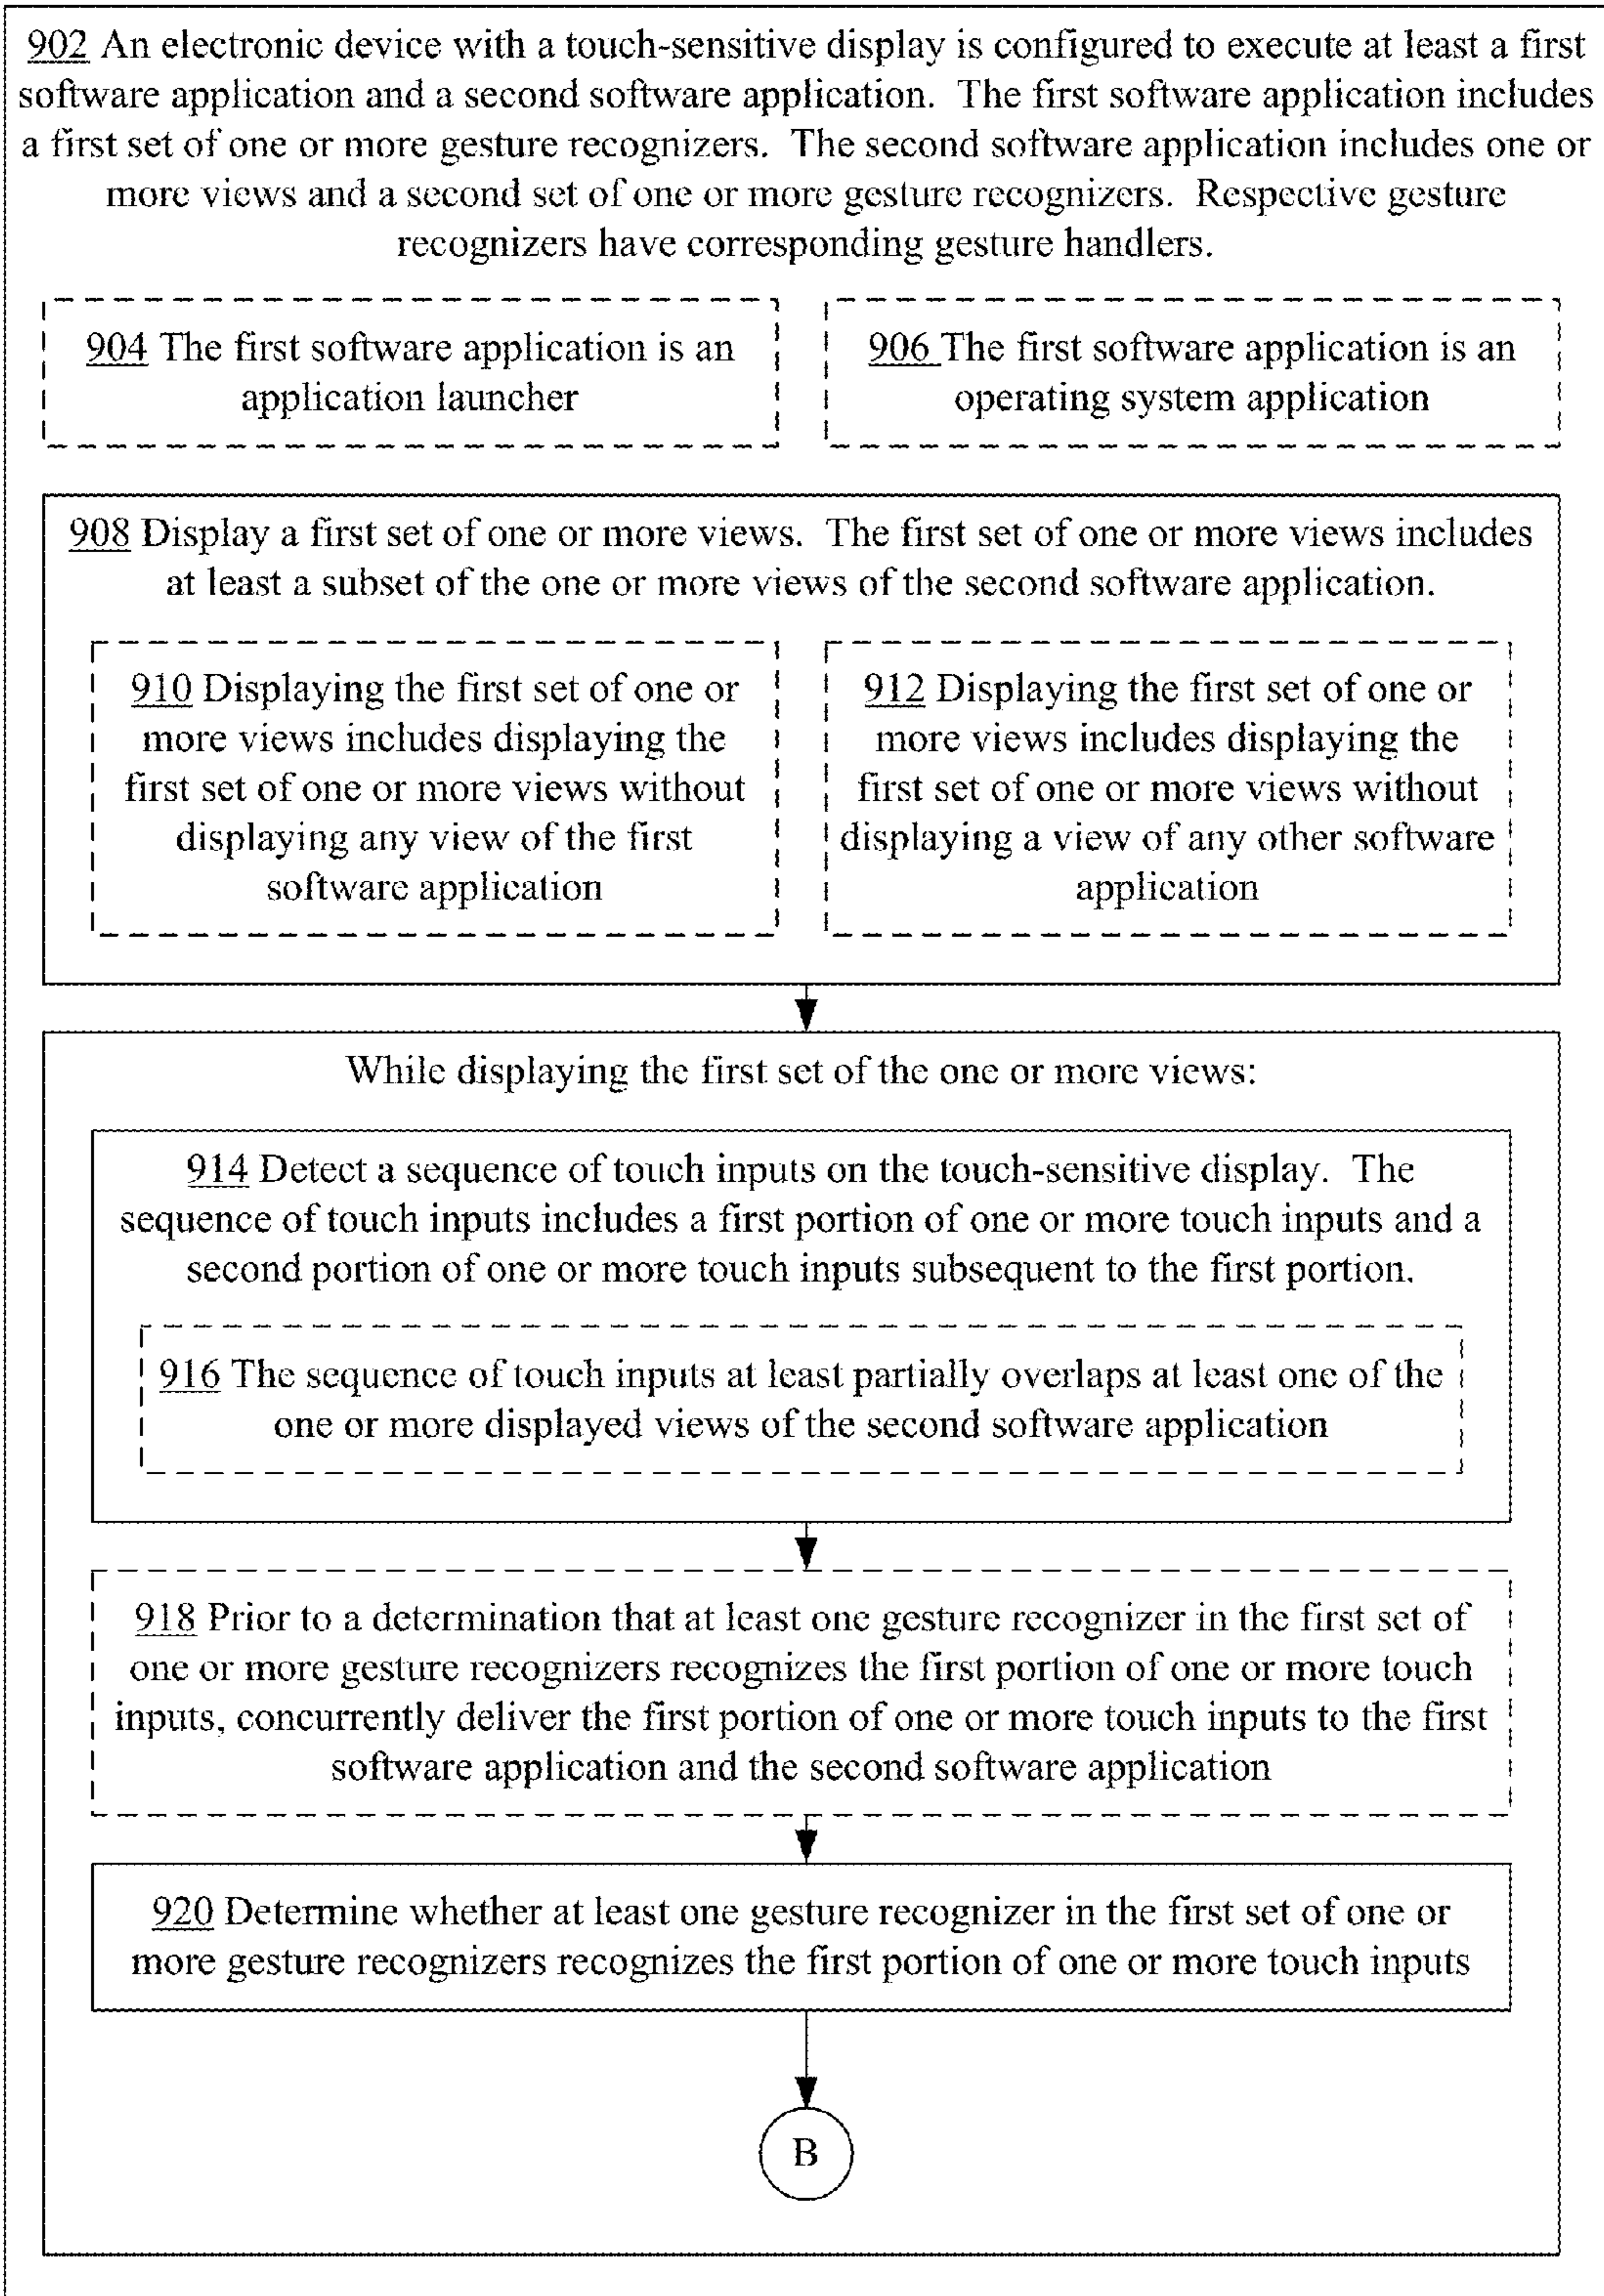 902 An electronic device with a touch-sensitive display is configured to execute at least a first
software application and a second software application. The first software application includes
a first set of one or more gesture recognizers. The second software application includes one or
more views and a second set of one or more gesture recognizers. Respective gesture
recognizers have corresponding gesture handlers.
904 The first software application is an
application launcher
906 The first software application is an
operating system application
908 Display a first set of one or more views. The first set of one or more views includes
at least a subset of the one or more views of the second software application.
910 Displaying the first set of one or
more views includes displaying the
first set of one or more views without
displaying any view of the first
software application
912 Displaying the first set of one or
more views includes displaying the
first set of one or more views without
displaying a view of any other software
application
While displaying the first set of the one or more views:
914 Detect a sequence of touch inputs on the touch-sensitive display. The
sequence of touch inputs includes a first portion of one or more touch inputs and a
second portion of one or more touch inputs subsequent to the first portion.
916 The sequence of touch inputs at least partially overlaps at least one of the
one or more displayed views of the second software application
918 Prior to a determination that at least one gesture recognizer in the first set of
one or more gesture recognizers recognizes the first portion of one or more touch
inputs, concurrently deliver the first portion of one or more touch inputs to the first
software application and the second software application
920 Determine whether at least one gesture recognizer in the first set of one or
more gesture recognizers recognizes the first portion of one or more touch inputs
B